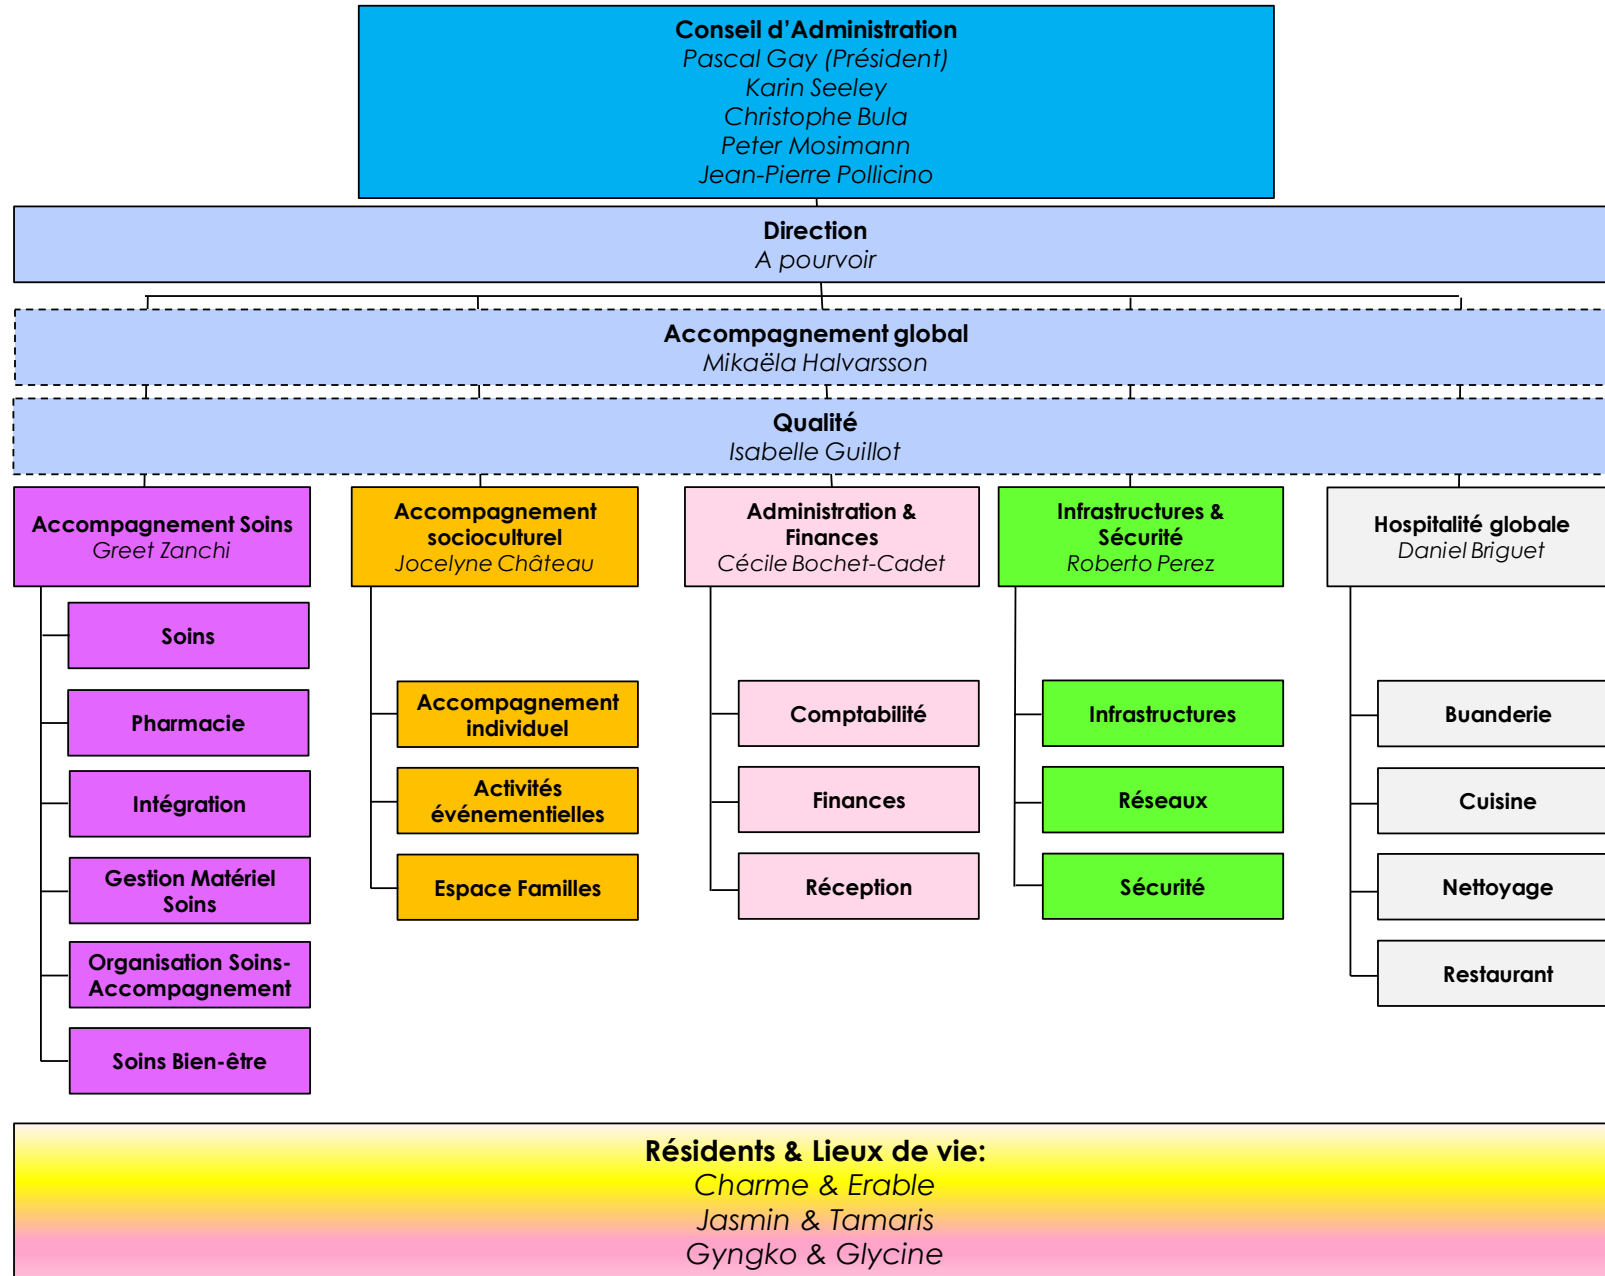 Conseil d’Administration
Pascal Gay (Président)
Karin Seeley
Christophe Bula
Peter Mosimann
Jean-Pierre Pollicino
Direction
A pourvoir
Accompagnement global
Mikaëla Halvarsson
Qualité
Isabelle Guillot
Accompagnement Soins
Greet Zanchi
Soins
Pharmacie
Intégration
Gestion Matériel
Soins
Organisation Soins-
Accompagnement
Soins Bien-être
Accompagnement
socioculturel
Jocelyne Château
Accompagnement
individuel
Activités
événementielles
Espace Familles
Administration &
Finances
Cécile Bochet-Cadet
Comptabilité
Finances
Réception
Infrastructures &
Sécurité
Roberto Perez
Infrastructures
Réseaux
Sécurité
Hospitalité globale
Daniel Briguet
Buanderie
Cuisine
Nettoyage
Restaurant
Résidents & Lieux de vie:
Charme & Erable
Jasmin & Tamaris
Gyngko & Glycine